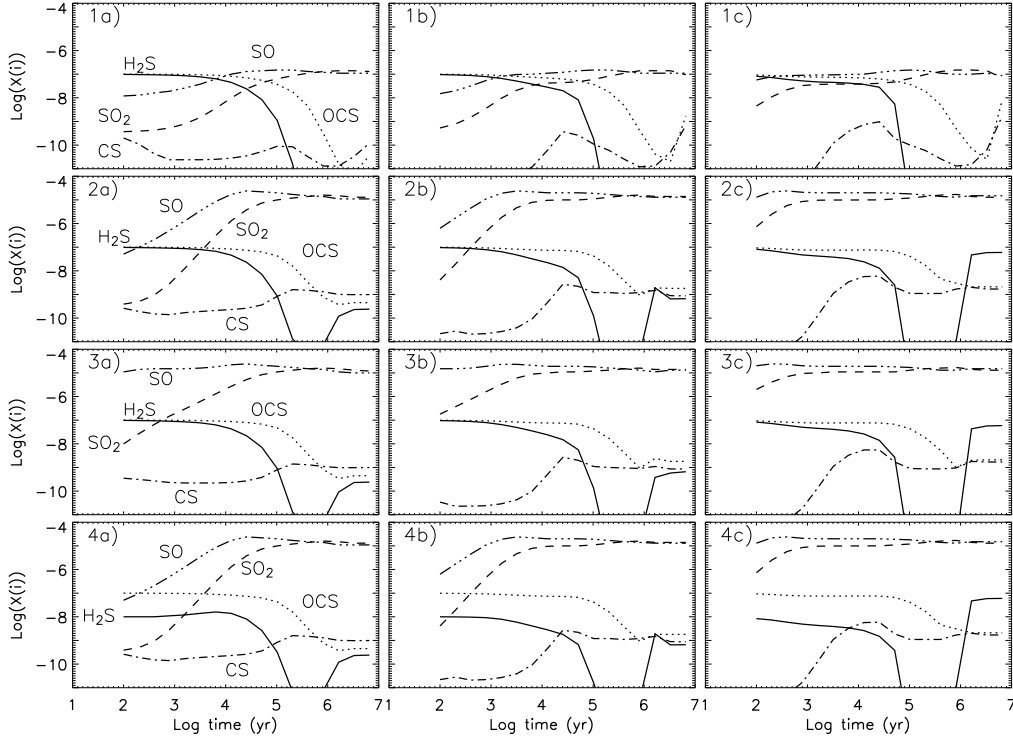 1a)
1b)
1c)
-4
-6
-8
-10
Log(X(i))
H₂S
SO
SO₂
OCS
CS
2a)
2b)
2c)
-4
-6
-8
-10
Log(X(i))
SO
H₂S
SO₂
OCS
CS
3a)
3b)
3c)
-4
-6
-8
-10
Log(X(i))
SO
H₂S
OCS
SO₂
CS
4a)
4b)
4c)
-4
-6
-8
-10
Log(X(i))
SO
SO₂
OCS
H₂S
CS
1 2 3 4 5 6 71 2 3 4 5 6 71 2 3 4 5 6 7
Log time (yr) Log time (yr) Log time (yr)